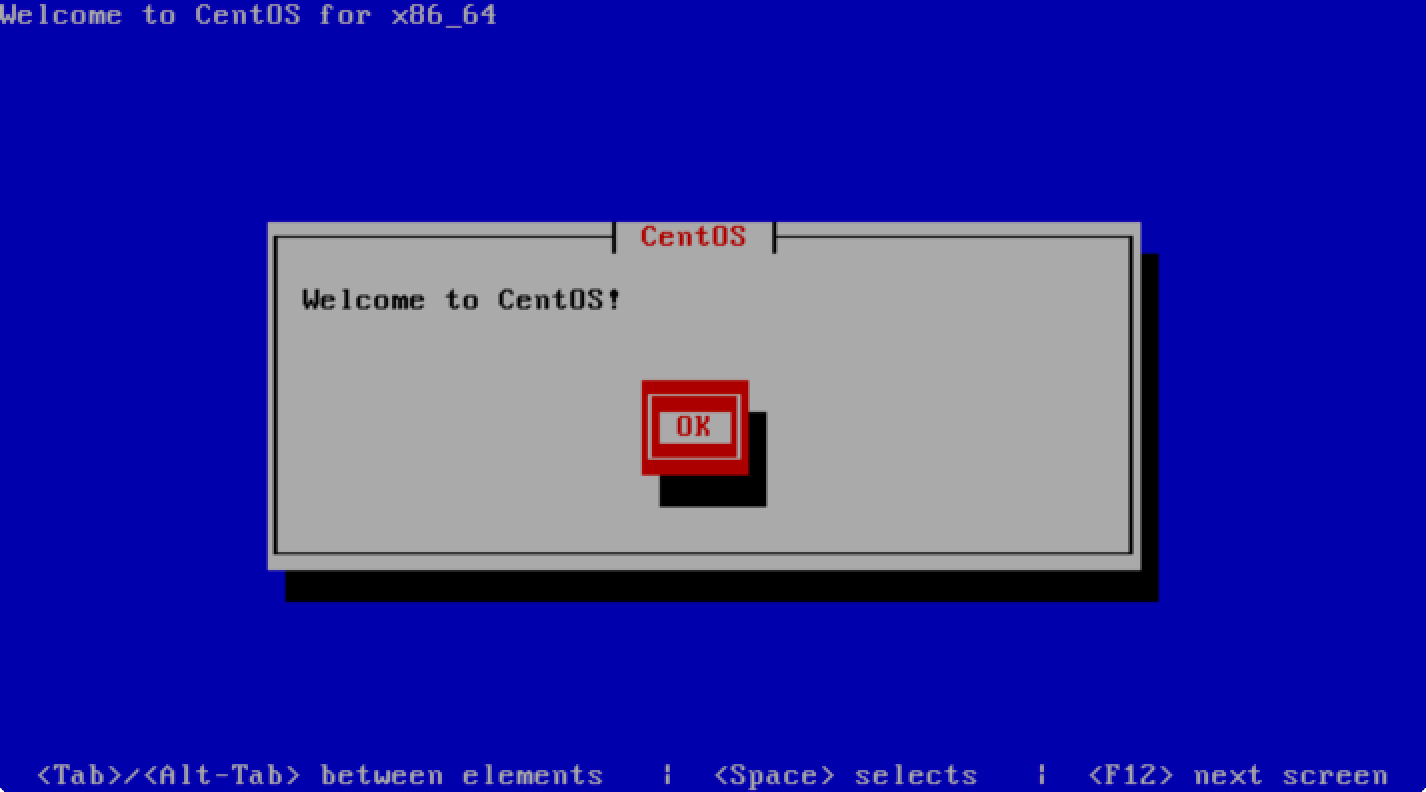 Welcome to CentOS for x86_64
CentOS
Welcome to CentOS!
OK
<Tab>/<Alt-Tab> between elements   |  <Space> selects   |  <F12> next screen